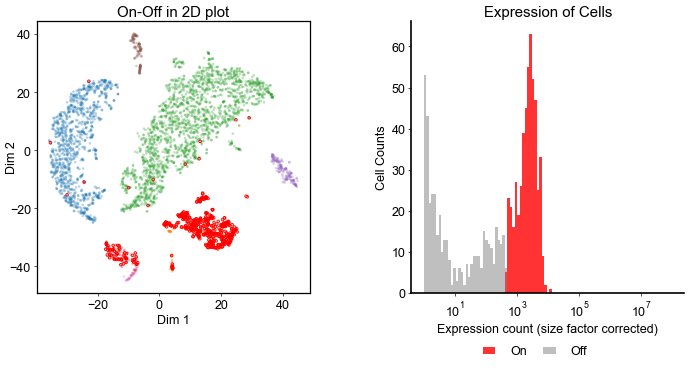 On-Off in 2D plot
40
20
0
−20
−40
−20
0
20
40
Dim 2
Dim 1
Expression of Cells
60
50
40
30
20
10
0
10^1
10^3
10^5
10^7
Cell Counts
Expression count (size factor corrected)
On
Off